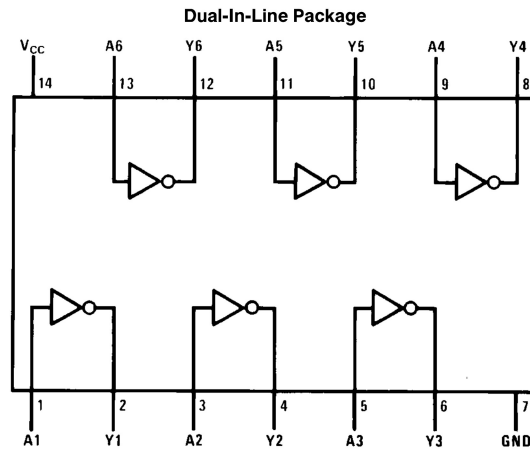 Dual-In-Line Package
VCC A6 Y6 A5 Y5 A4 Y4
14 13 12 11 10 9 8
1 2 3 4 5 6 7
A1 Y1 A2 Y2 A3 Y3 GND